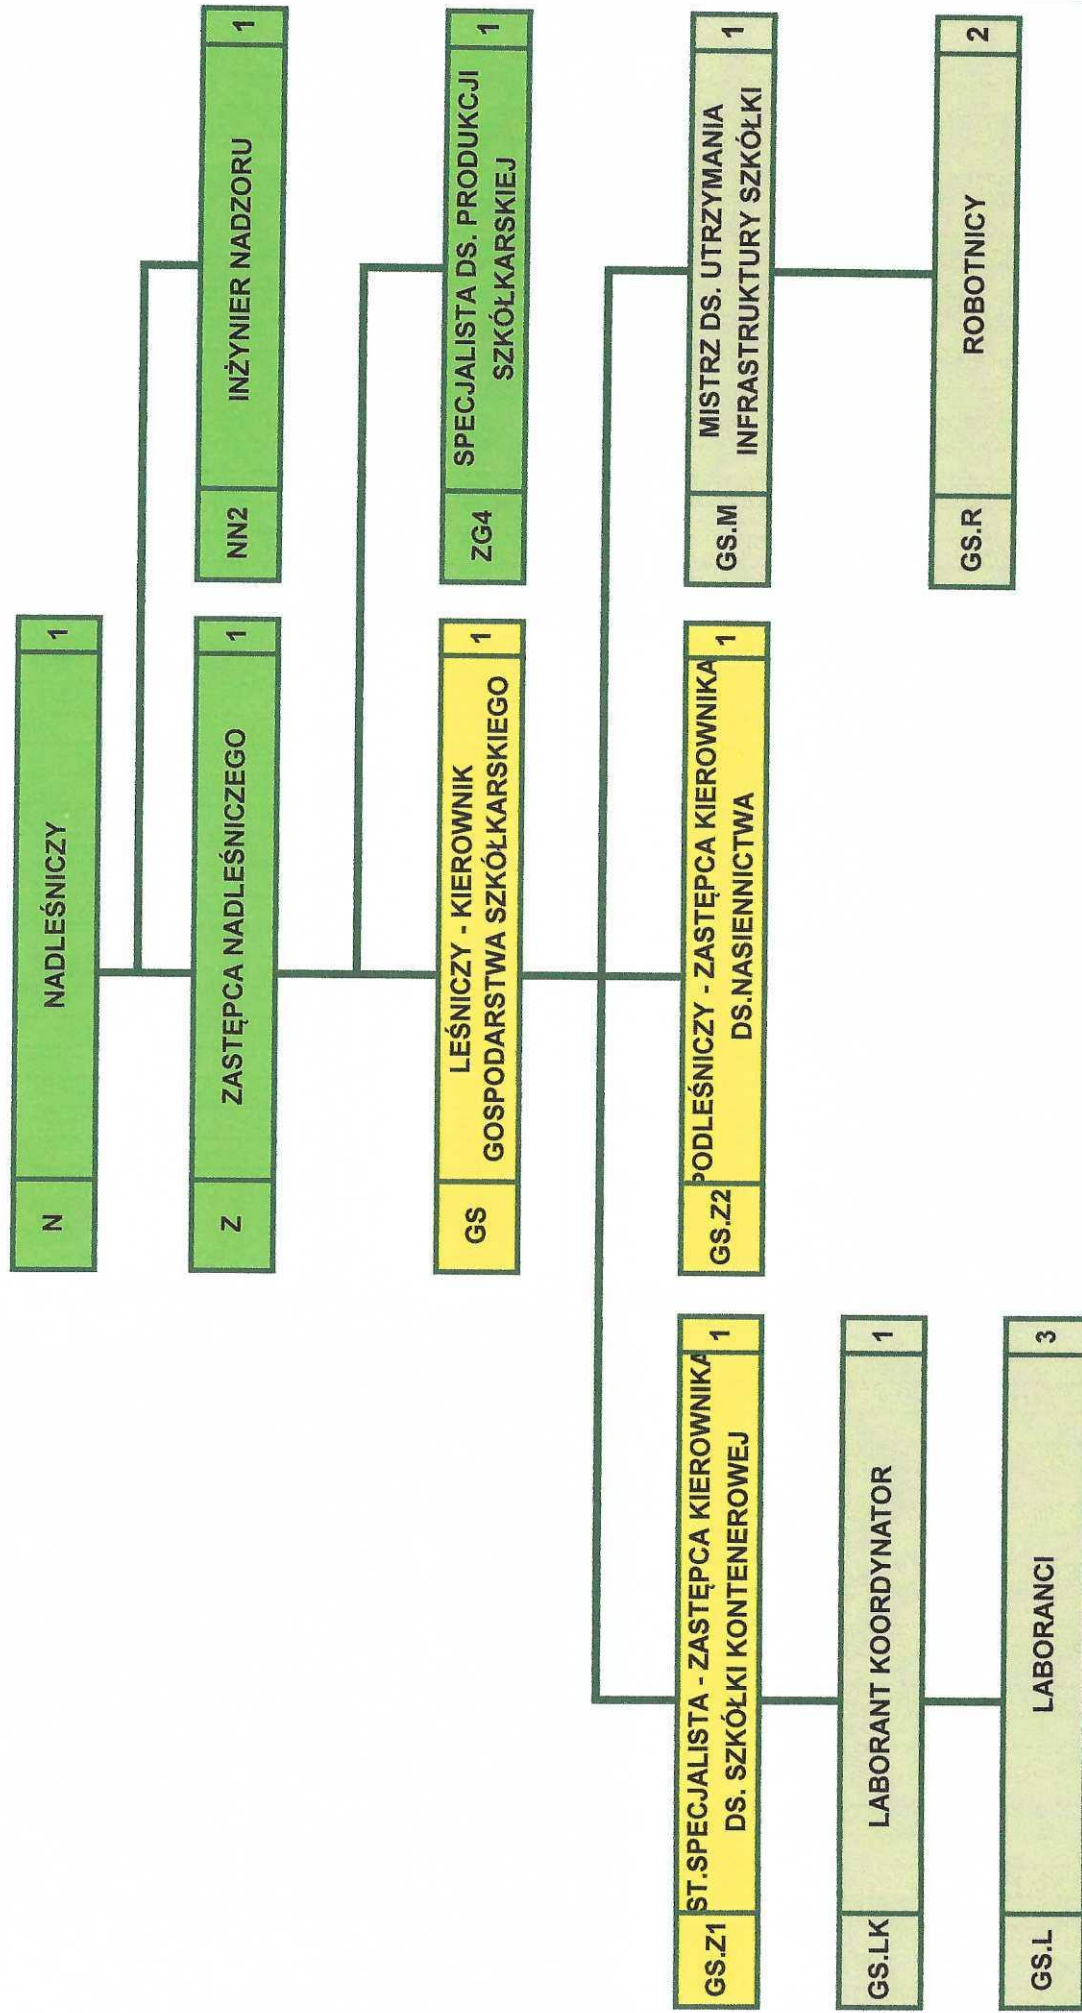 N
NADLEŚNICZY
1
Z
ZASTĘPCA NADLEŚNICZEGO
1
NN2
INŻYNIER NADZORU
1
GS
LEŚNICZY - KIEROWNIK
GOSPODARSTWA SZKÓŁKARSKIEGO
1
ZG4
SPECJALISTA DS. PRODUKCJI
SZKÓŁKARSKIEJ
1
GS.Z1
ST.SPECJALISTA - ZASTĘPCA KIEROWNIKA
DS. SZKÓŁKI KONTENEROWEJ
1
GS.Z2
PODLEŚNICZY - ZASTĘPCA KIEROWNIKA
DS.NASIENNICTWA
1
GS.M
MISTRZ DS. UTRZYMANIA
INFRASTRUKTURY SZKÓŁKI
1
GS.LK
LABORANT KOORDYNATOR
1
GS.R
ROBOTNICY
2
GS.L
LABORANCI
3